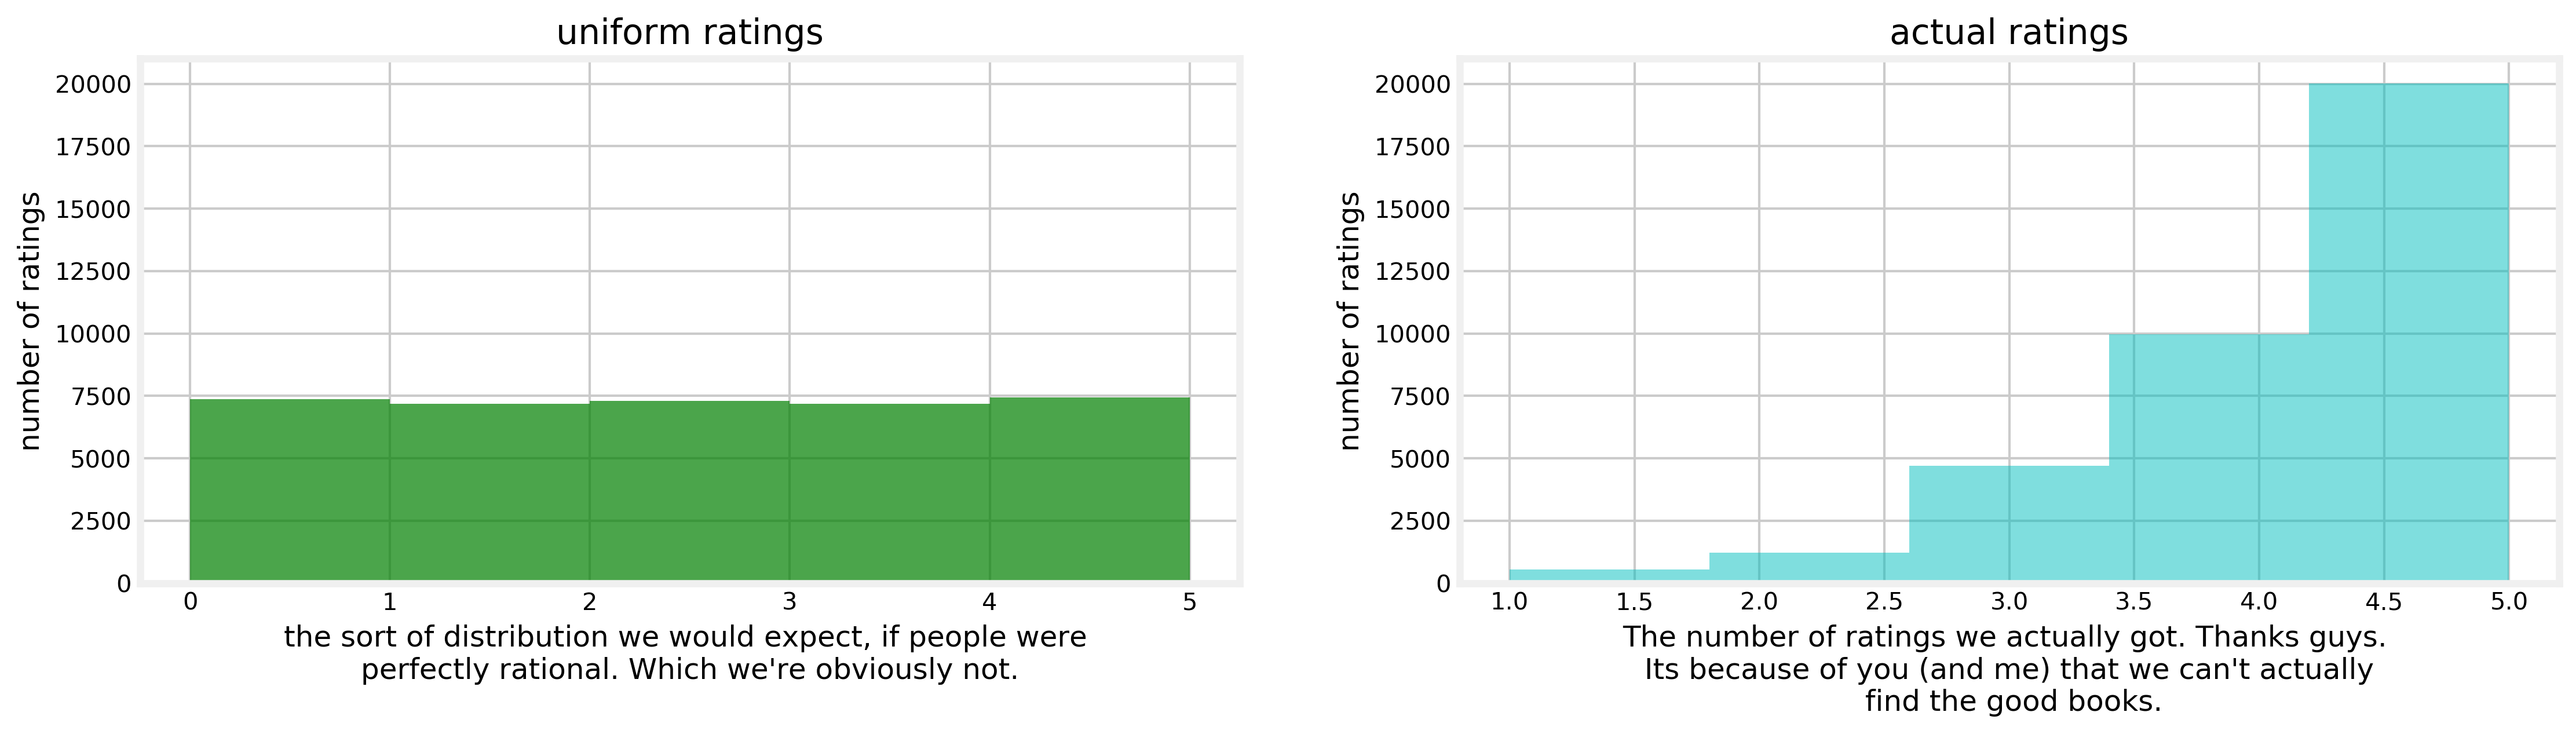 uniform ratings
20000
17500
15000
12500
10000
7500
5000
2500
0
number of ratings
0 1 2 3 4 5
the sort of distribution we would expect, if people were
perfectly rational. Which we're obviously not.
actual ratings
20000
17500
15000
12500
10000
7500
5000
2500
0
number of ratings
1.0 1.5 2.0 2.5 3.0 3.5 4.0 4.5 5.0
The number of ratings we actually got. Thanks guys.
Its because of you (and me) that we can't actually
find the good books.